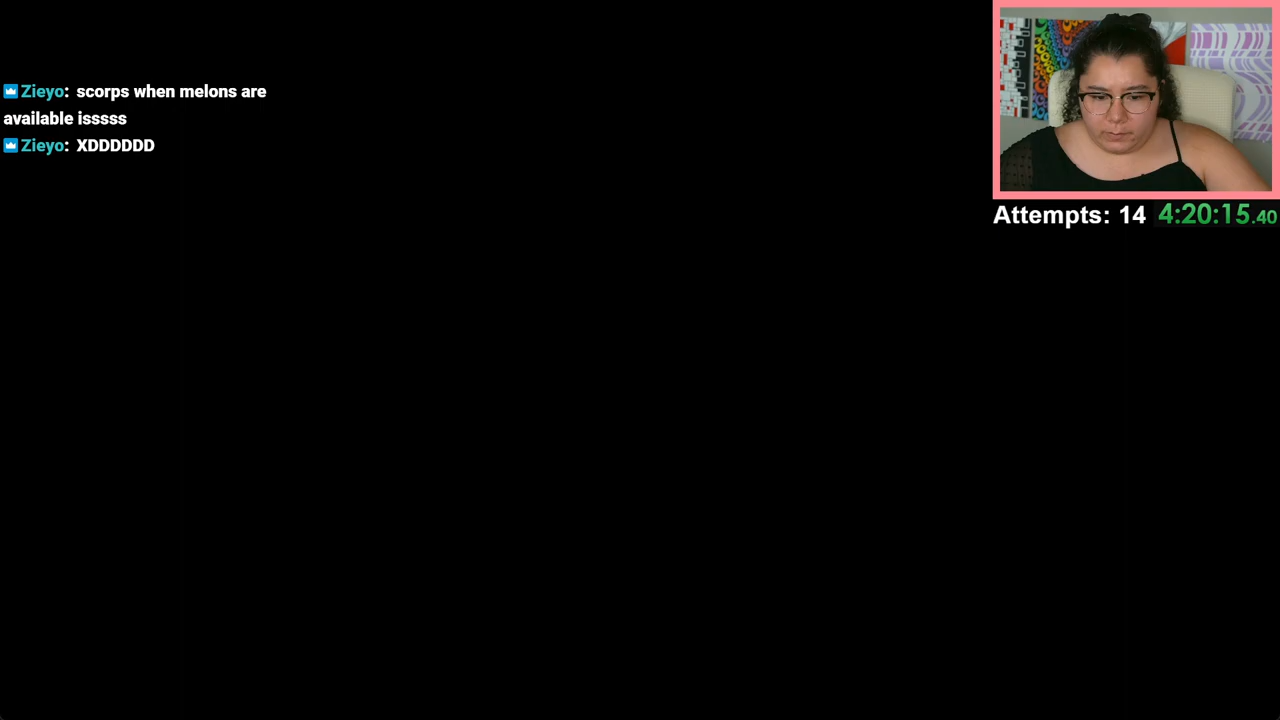 Zieyo: scorps when melons are
available isssss
Zieyo: XDDDDDD
Attempts: 14 4:20:15.40